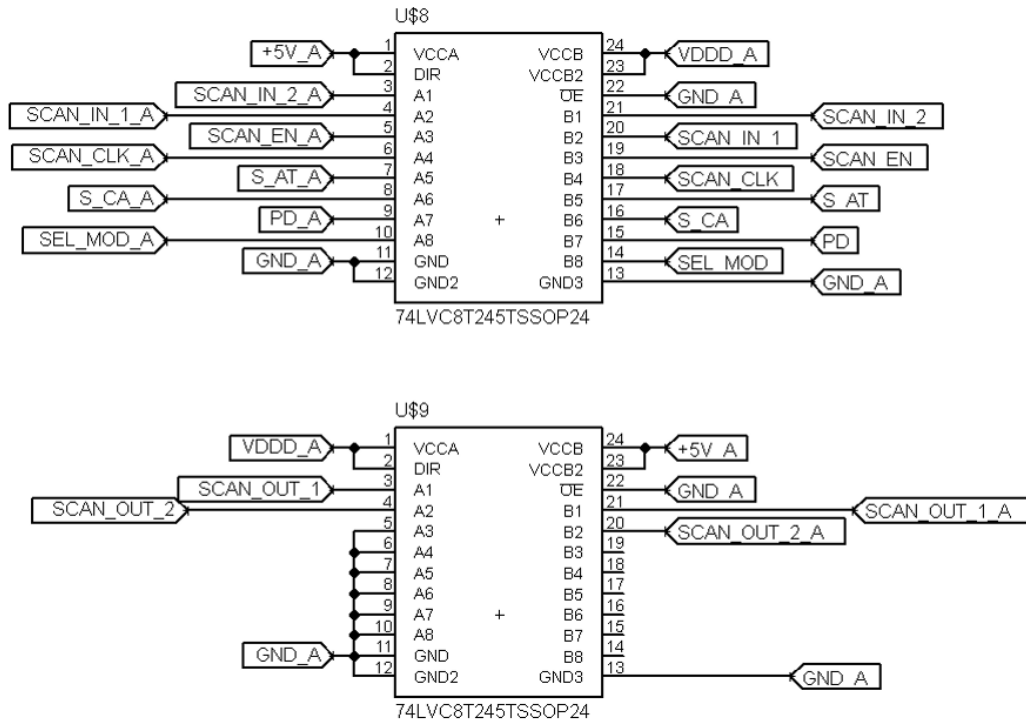 U$8
+5V_A 1 VCCA VCCB 24 VDDD_A
2 DIR VCCB2 23
SCAN_IN_2_A 3 A1 OE 22 GND_A
SCAN_IN_1_A 4 A2 B1 21 SCAN_IN_2
SCAN_EN_A 5 A3 B2 20 SCAN_IN_1
SCAN_CLK_A 6 A4 B3 19 SCAN_EN
S_AT_A 7 A5 B4 18 SCAN_CLK
S_CA_A 8 A6 B5 17 S_AT
PD_A 9 A7 B6 16 S_CA
SEL_MOD_A 10 A8 B7 15 PD
GND_A 11 GND B8 14 SEL_MOD
12 GND2 GND3 13 GND_A
74LVC8T245TSSOP24
U$9
VDDD_A 1 VCCA VCCB 24 +5V_A
2 DIR VCCB2 23
SCAN_OUT_1 3 A1 OE 22 GND_A
SCAN_OUT_2 4 A2 B1 21 SCAN_OUT_1_A
5 A3 B2 20 SCAN_OUT_2_A
6 A4 B3 19
7 A5 B4 18
8 A6 B5 17
9 A7 B6 16
10 A8 B7 15
GND_A 11 GND B8 14
12 GND2 GND3 13 GND_A
74LVC8T245TSSOP24